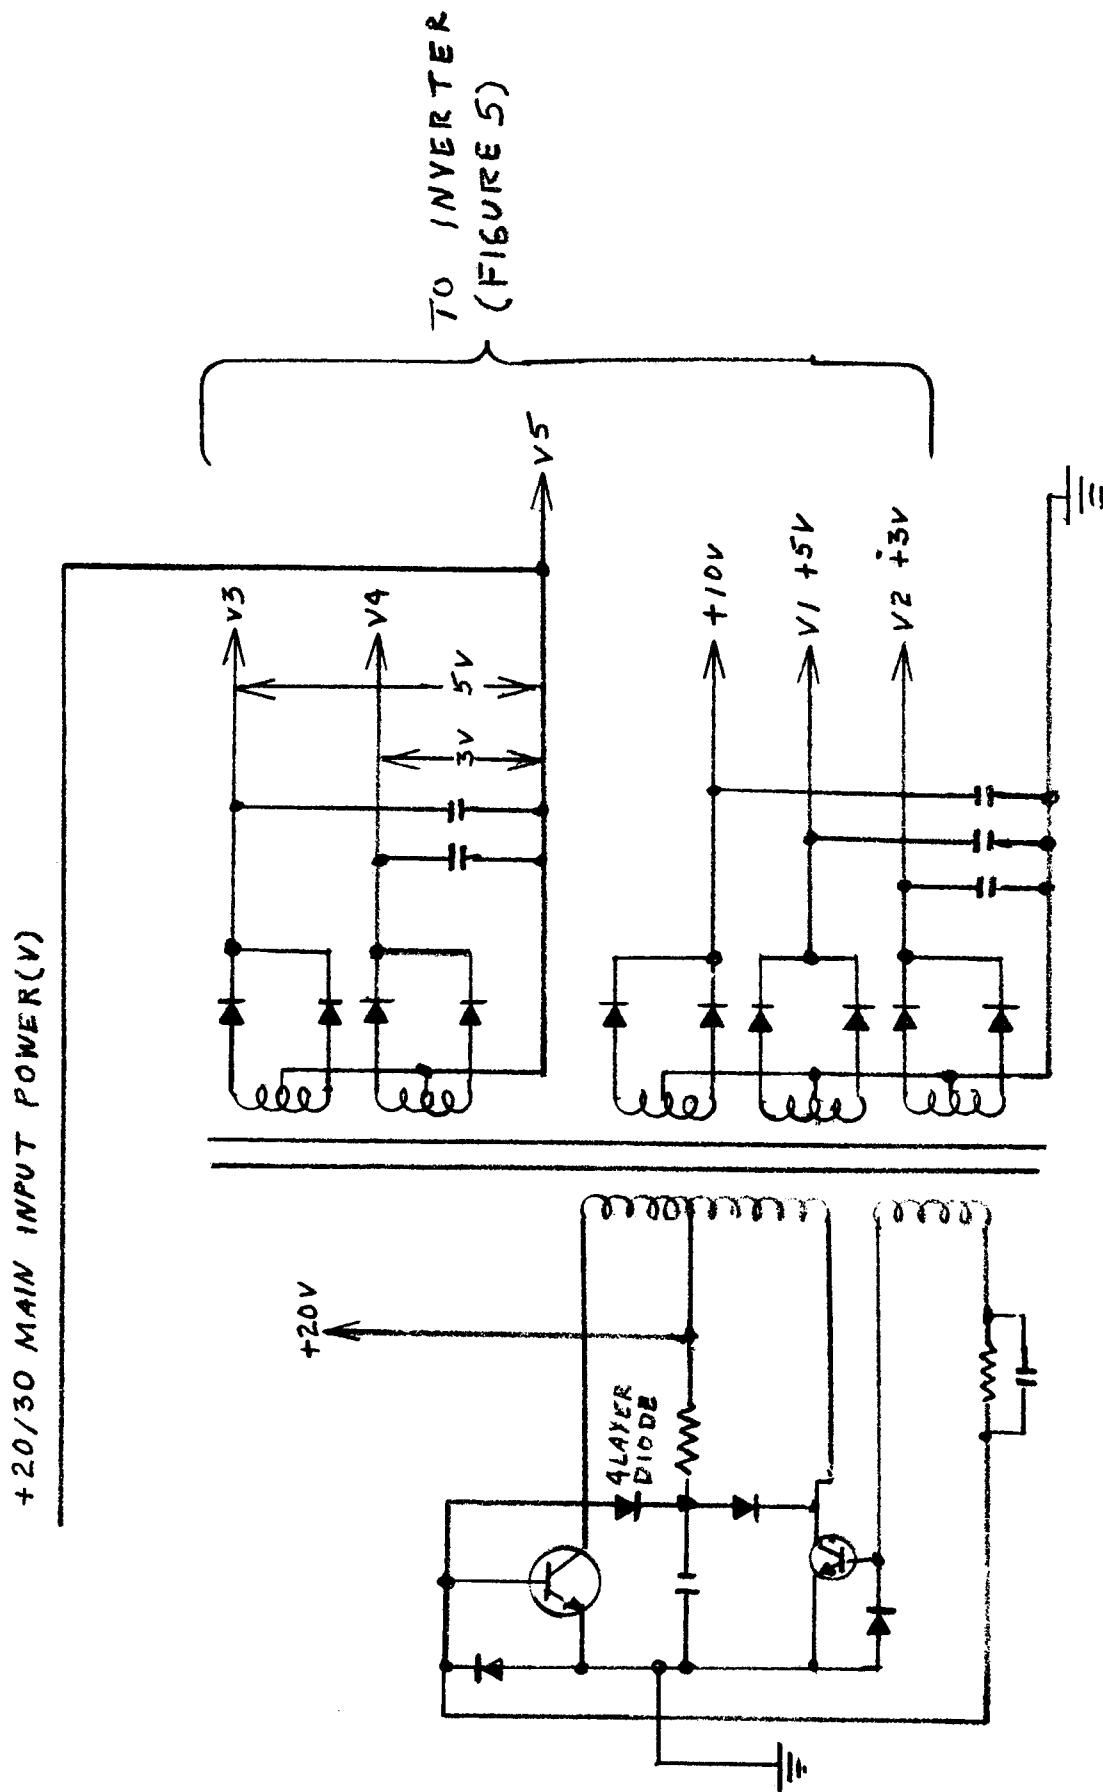 +20/30 MAIN INPUT POWER(V)
TO INVERTER
(FIGURE 5)
V3
V4
V5
5V
3V
+10V
V1 +5V
V2 +3V
+20V
4LAYER
DIODE